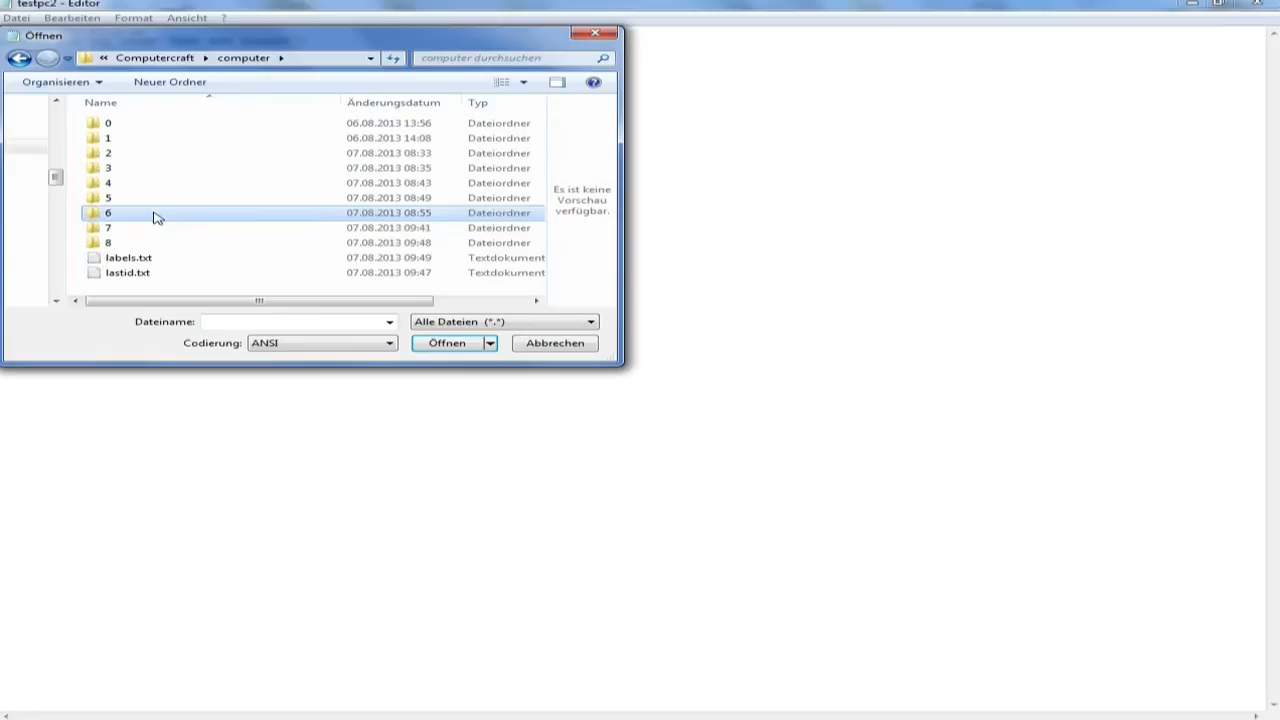 testpc2 - Editor
Datei Bearbeiten Format Ansicht ?
Öffnen
« Computercraft computer computer durchsuchen
Organisieren Neuer Ordner
Name Änderungsdatum Typ
0 06.08.2013 13:56 Dateiordner
1 06.08.2013 14:08 Dateiordner
2 07.08.2013 08:33 Dateiordner
3 07.08.2013 08:35 Dateiordner
4 07.08.2013 08:43 Dateiordner
5 07.08.2013 08:49 Dateiordner
6 07.08.2013 08:55 Dateiordner
7 07.08.2013 09:41 Dateiordner
8 07.08.2013 09:48 Dateiordner
labels.txt 07.08.2013 09:49 Textdokument
lastid.txt 07.08.2013 09:47 Textdokument
Es ist keine
Vorschau
verfügbar.
Dateiname: Alle Dateien (*.*)
Codierung: ANSI Öffnen Abbrechen